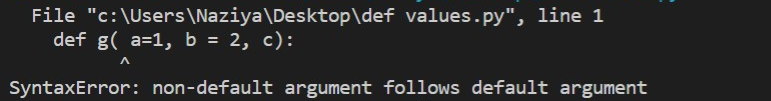 File "c:\Users\Naziya\Desktop\def values.py", line 1
def g( a=1, b = 2, c):
^
SyntaxError: non-default argument follows default argument